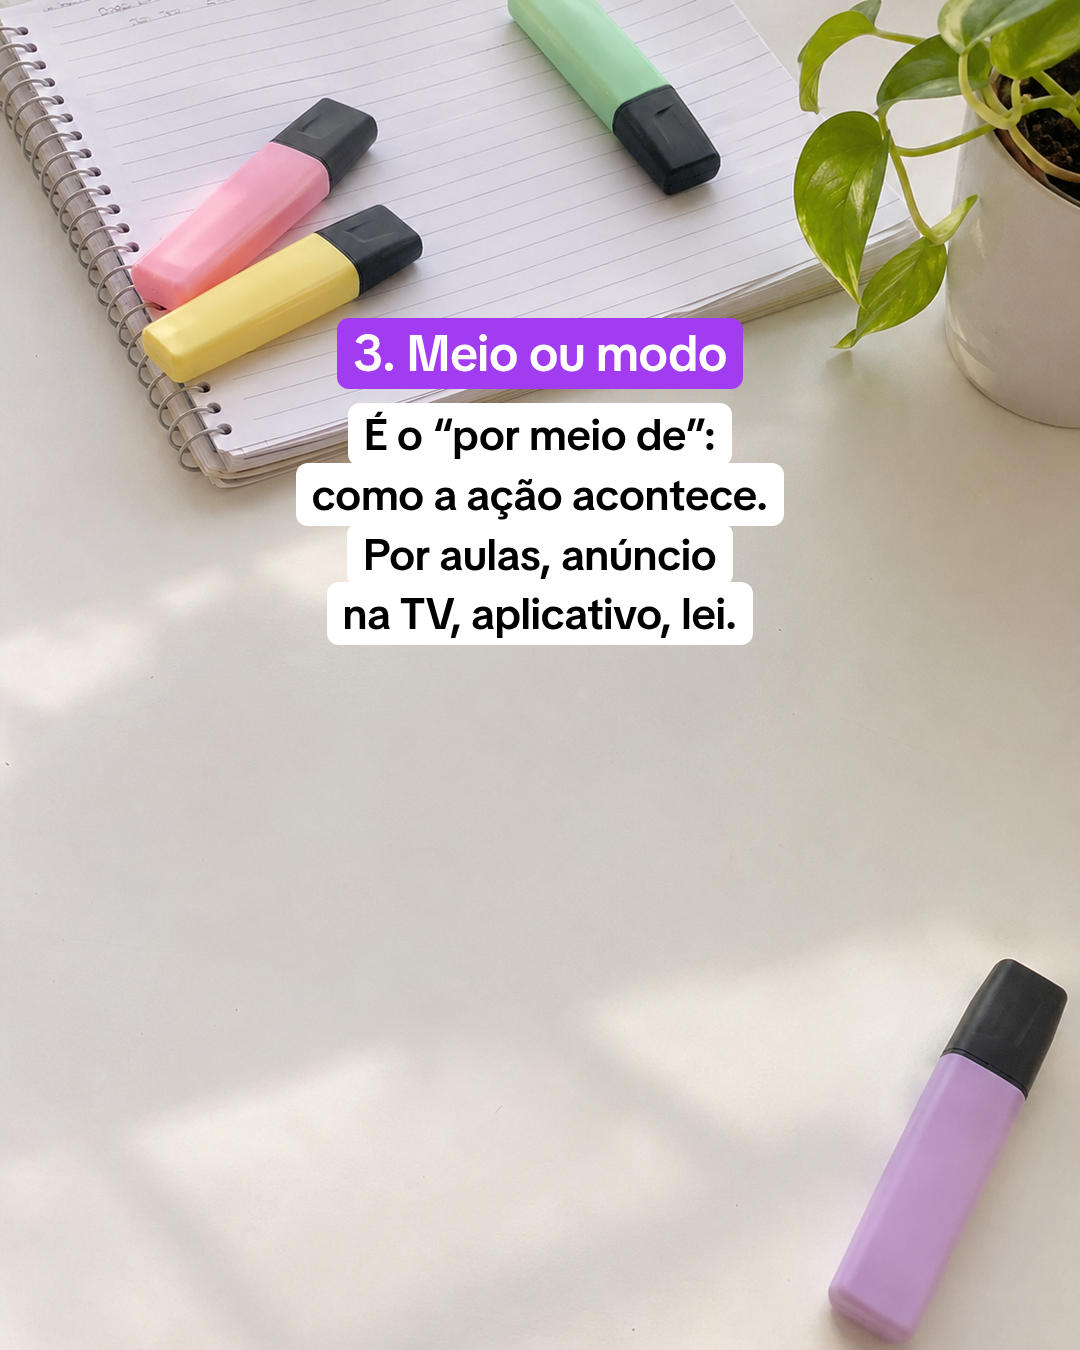 3. Meio ou modo
É o “por meio de”:
como a ação acontece.
Por aulas, anúncio
na TV, aplicativo, lei.